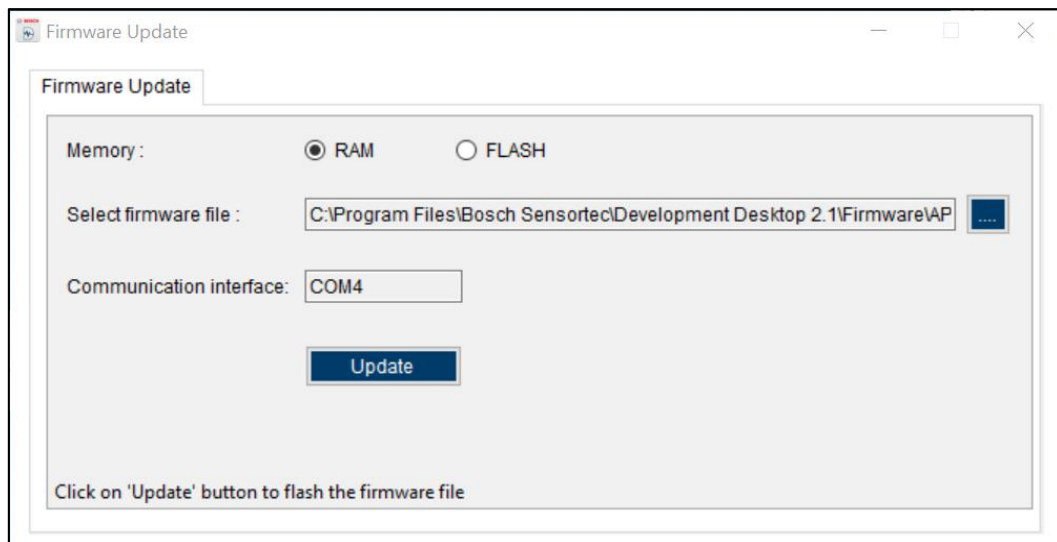 Firmware Update
Firmware Update
Memory : RAM FLASH
Select firmware file : C:\Program Files\Bosch Sensortec\Development Desktop 2.1\Firmware\AP ....
Communication interface: COM4
Update
Click on 'Update' button to flash the firmware file